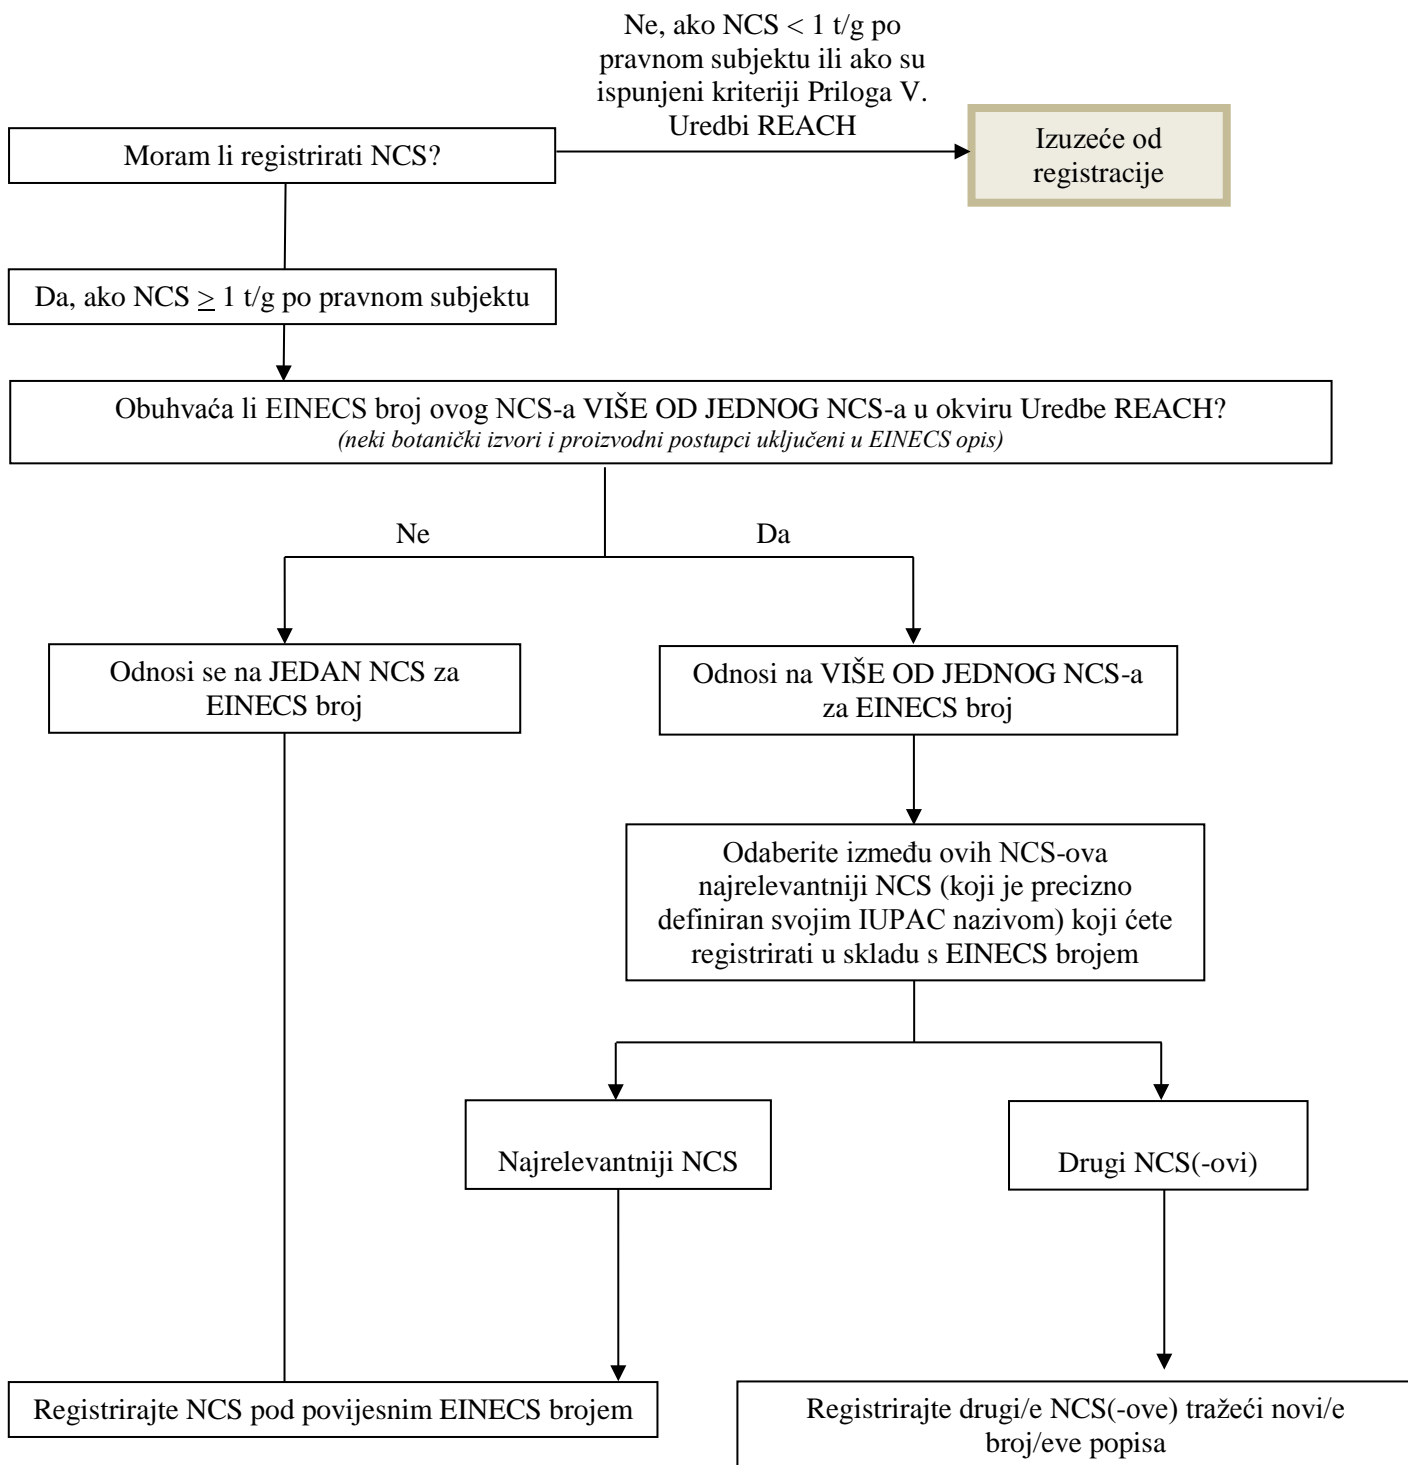 Ne, ako NCS < 1 t/g po
pravnom subjektu ili ako su
ispunjeni kriteriji Priloga V.
Uredbi REACH
Moram li registrirati NCS?
Izuzeće od
registracije
Da, ako NCS ≥ 1 t/g po pravnom subjektu
Obuhvaća li EINECS broj ovog NCS-a VIŠE OD JEDNOG NCS-a u okviru Uredbe REACH?
(neki botanički izvori i proizvodni postupci uključeni u EINECS opis)
Ne
Da
Odnosi se na JEDAN NCS za
EINECS broj
Odnosi na VIŠE OD JEDNOG NCS-a
za EINECS broj
Odaberite između ovih NCS-ova
najrelevantniji NCS (koji je precizno
definiran svojim IUPAC nazivom) koji ćete
registrirati u skladu s EINECS brojem
Najrelevantniji NCS
Drugi NCS(-ovi)
Registrirajte NCS pod povijesnim EINECS brojem
Registrirajte drugi/e NCS(-ove) tražeći novi/e
broj/eve popisa